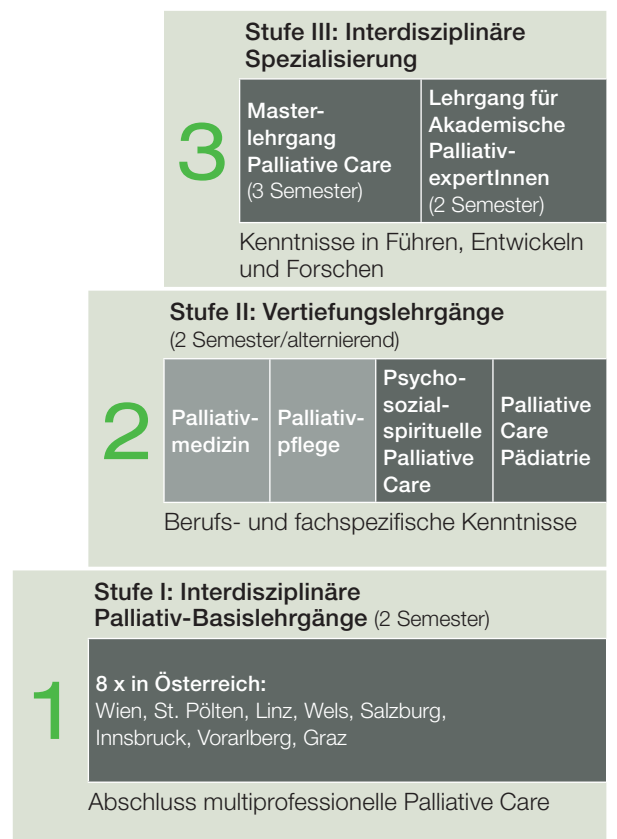 Stufe III: Interdisziplinäre
Spezialisierung
3
Master-
lehrgang
Palliative Care
(3 Semester)
Lehrgang für
Akademische
Palliativ-
expertInnen
(2 Semester)
Kenntnisse in Führen, Entwickeln
und Forschen
Stufe II: Vertiefungslehrgänge
(2 Semester/alternierend)
2
Palliativ-
medizin
Palliativ-
pflege
Psycho-
sozial-
spirituelle
Palliative
Care
Palliative
Care
Pädiatrie
Berufs- und fachspezifische Kenntnisse
Stufe I: Interdisziplinäre
Palliativ-Basislehrgänge (2 Semester)
1
8 x in Österreich:
Wien, St. Pölten, Linz, Wels, Salzburg,
Innsbruck, Vorarlberg, Graz
Abschluss multiprofessionelle Palliative Care